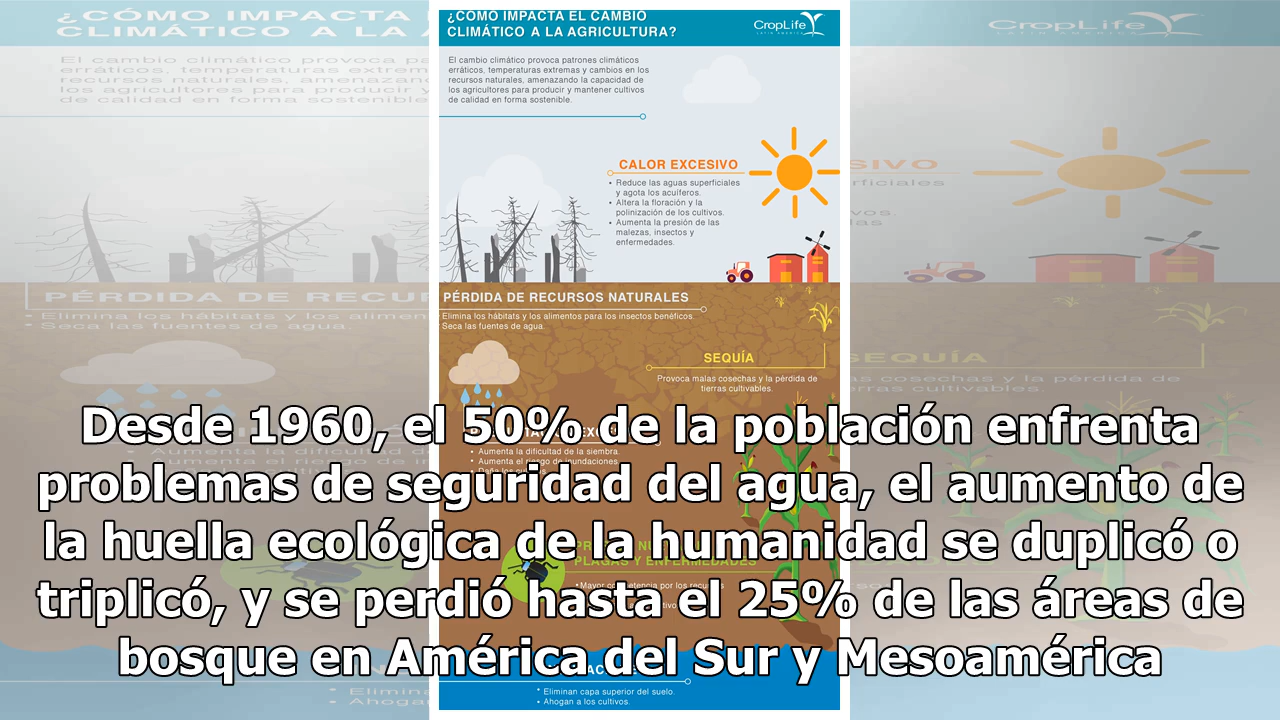 ¿CÓMO IMPACTA EL CAMBIO
CLIMÁTICO A LA AGRICULTURA?
CropLife
LATIN AMERICA
El cambio climático provoca patrones climáticos
erráticos, temperaturas extremas y cambios en los
recursos naturales, amenazando la capacidad de
los agricultores para producir y mantener cultivos
de calidad en forma sostenible.
CALOR EXCESIVO
• Reduce las aguas superficiales
y agota los acuíferos.
• Altera la floración y la
polinización de los cultivos.
• Aumenta la presión de las
malezas, insectos y
enfermedades.
PÉRDIDA DE RECURSOS NATURALES
Elimina los hábitats y los alimentos para los insectos benéficos.
Seca las fuentes de agua.
SEQUÍA
Provoca malas cosechas y la pérdida de
tierras cultivables.
• Aumenta la dificultad de la siembra.
• Aumenta el riesgo de inundaciones.
PLAGAS Y ENFERMEDADES
• Mayor competencia por los
• Eliminan capa superior del suelo.
• Ahogan a los cultivos.
Desde 1960, el 50% de la población enfrenta
problemas de seguridad del agua, el aumento de
la huella ecológica de la humanidad se duplicó o
triplicó, y se perdió hasta el 25% de las áreas de
bosque en América del Sur y Mesoamérica